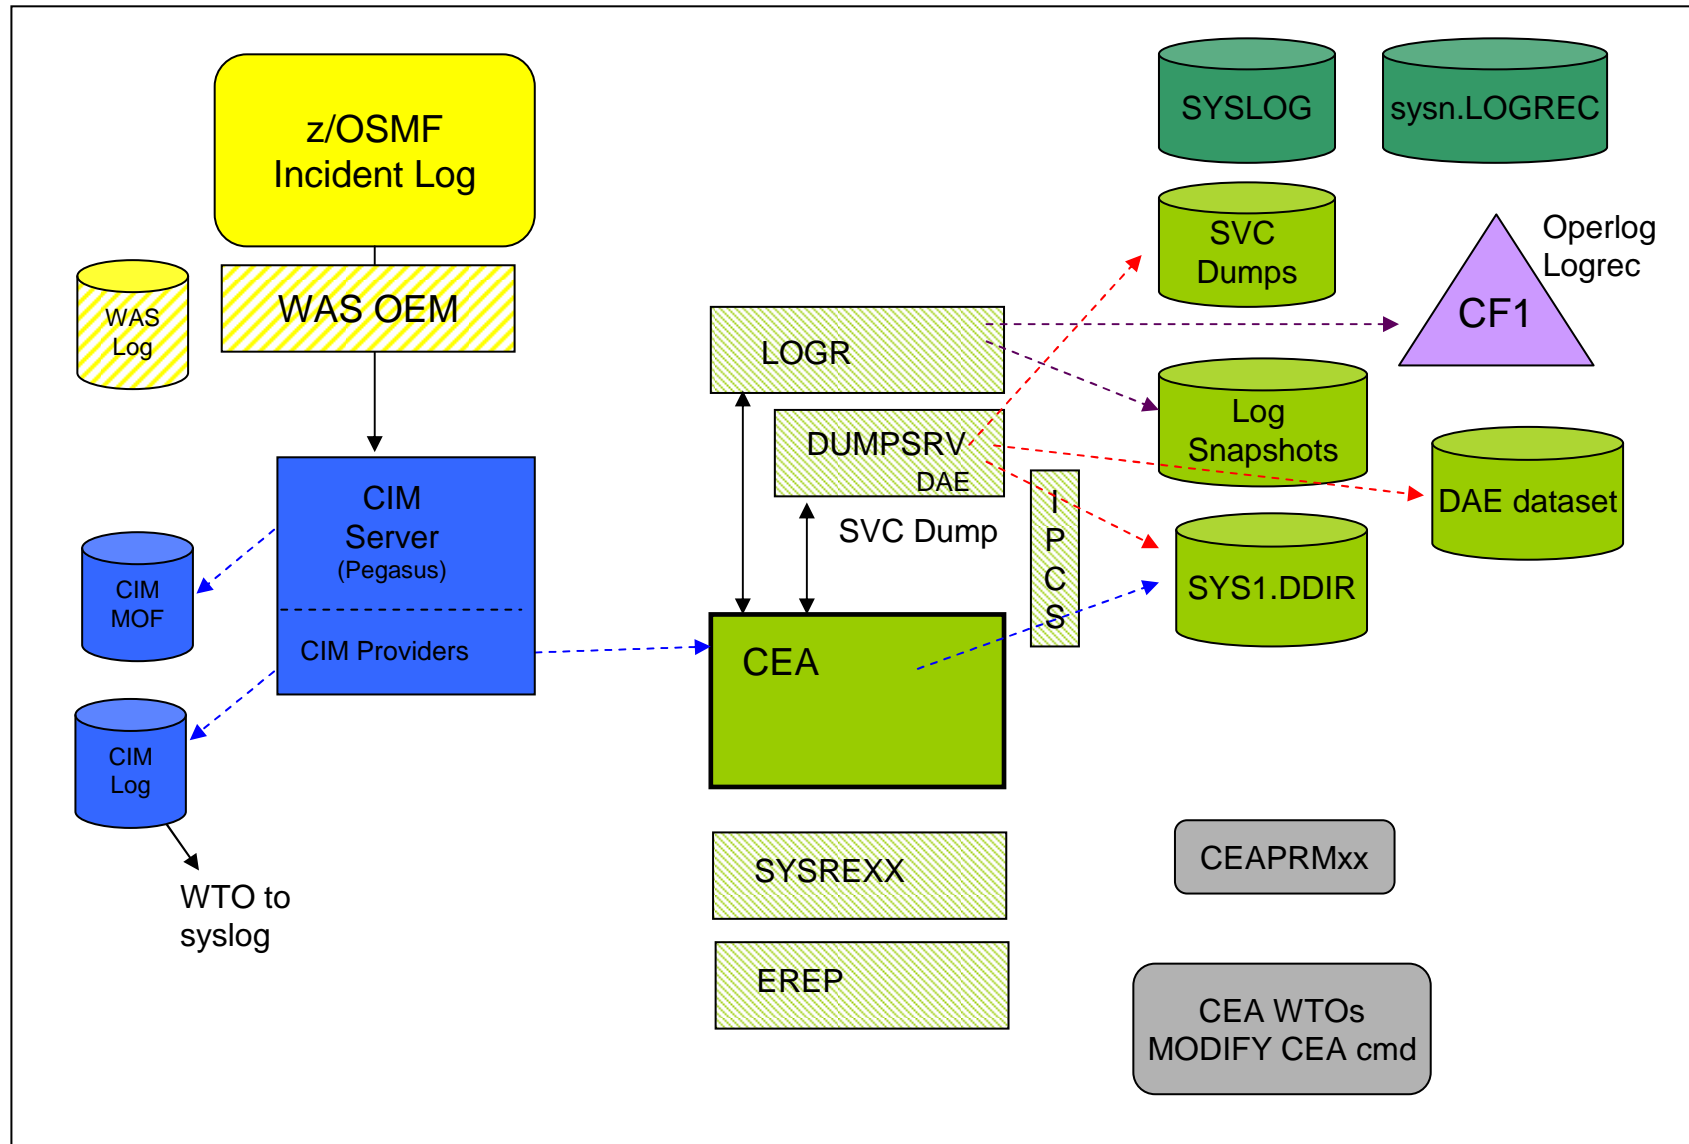 z/OSMF
Incident Log
WAS OEM
WAS
Log
CIM
Server
(Pegasus)
CIM Providers
CIM
MOF
CIM
Log
WTO to
syslog
LOGR
DUMPSRV
DAE
SVC Dump
I
P
C
S
CEA
SYSREXX
EREP
SYSLOG
sysn.LOGREC
SVC
Dumps
Operlog
Logrec
CF1
Log
Snapshots
DAE dataset
SYS1.DDIR
CEAPRMxx
CEA WTOs
MODIFY CEA cmd